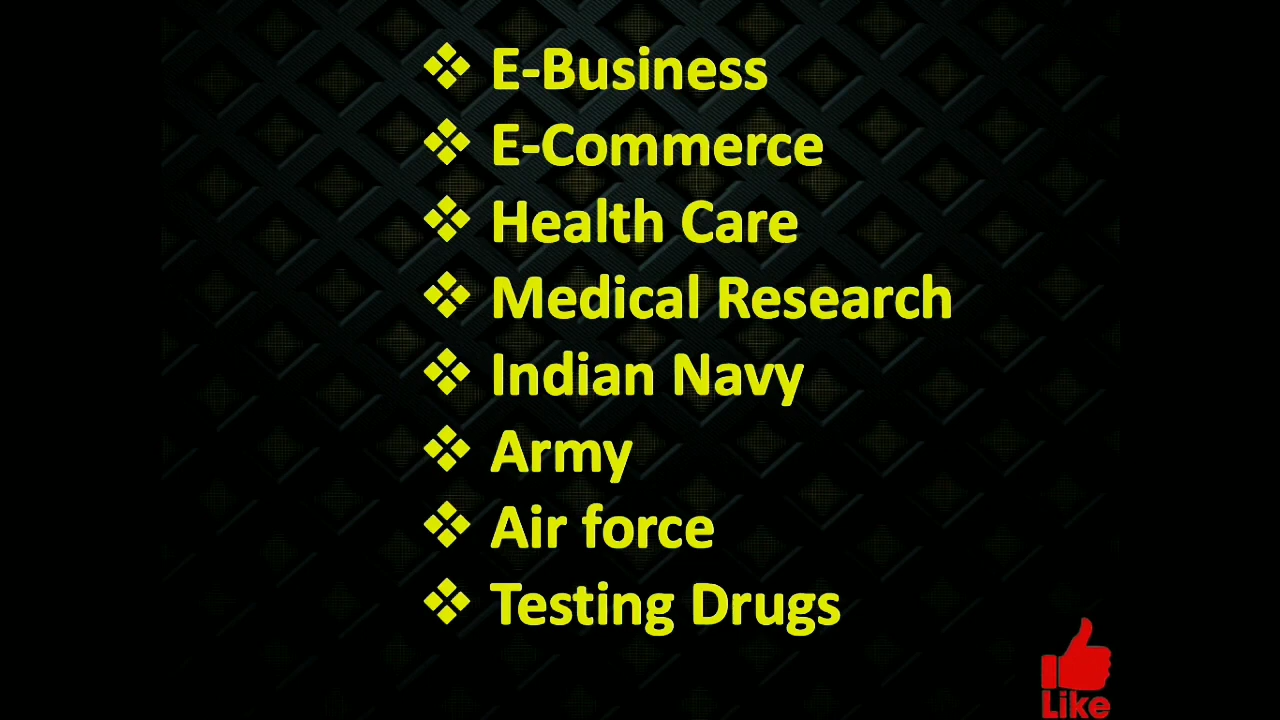 ❖ E-Business
❖ E-Commerce
❖ Health Care
❖ Medical Research
❖ Indian Navy
❖ Army
❖ Air force
❖ Testing Drugs
Like